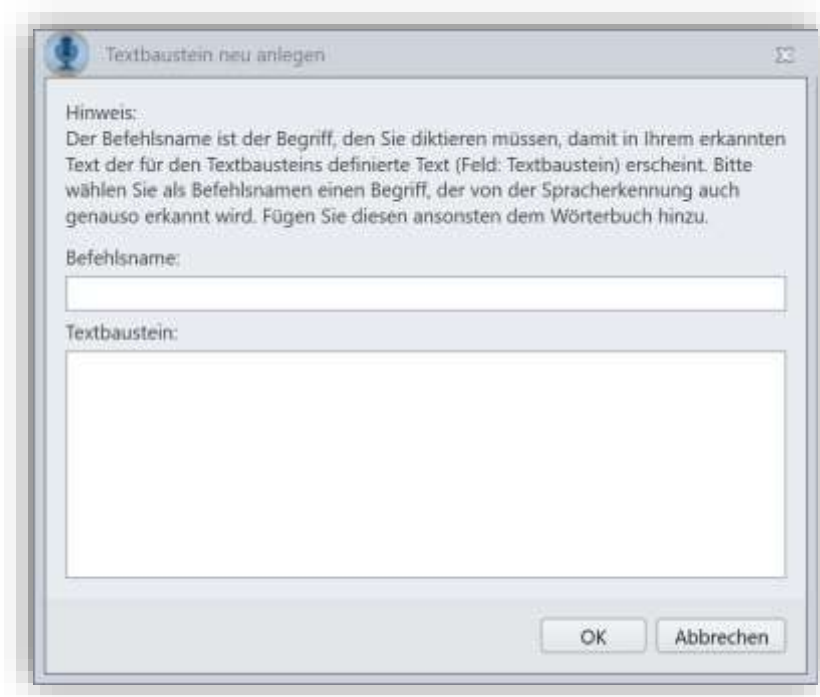 Textbaustein neu anlegen
Hinweis:
Der Befehlsname ist der Begriff, den Sie diktieren müssen, damit in Ihrem erkannten
Text der für den Textbausteins definierte Text (Feld: Textbaustein) erscheint. Bitte
wählen Sie als Befehlsnamen einen Begriff, der von der Spracherkennung auch
genauso erkannt wird. Fügen Sie diesen ansonsten dem Wörterbuch hinzu.
Befehlsname:
Textbaustein:
OK Abbrechen